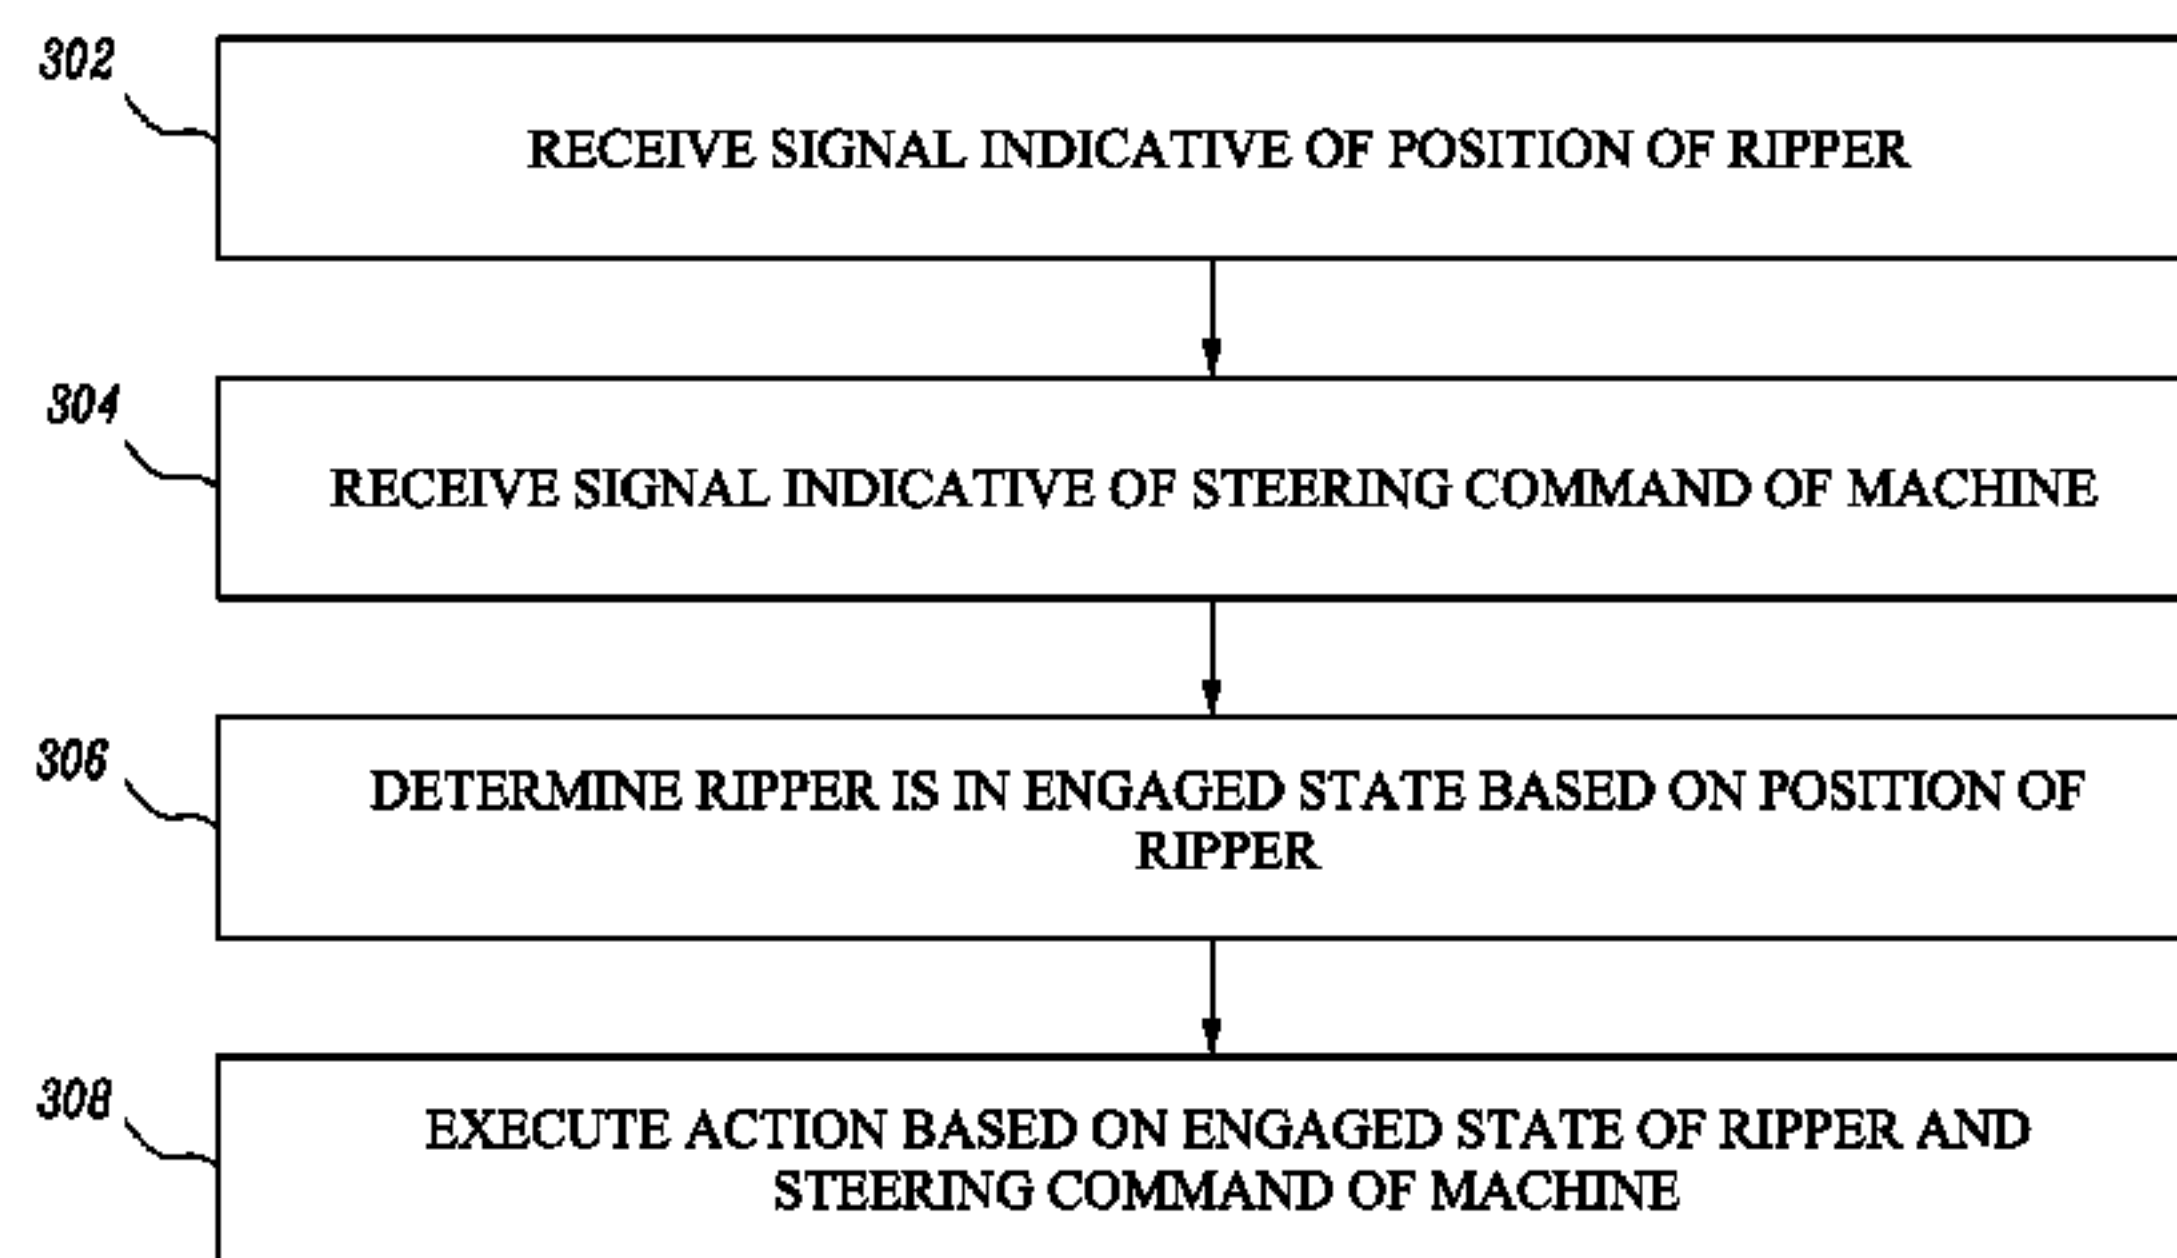 302
RECEIVE SIGNAL INDICATIVE OF POSITION OF RIPPER
304
RECEIVE SIGNAL INDICATIVE OF STEERING COMMAND OF MACHINE
306
DETERMINE RIPPER IS IN ENGAGED STATE BASED ON POSITION OF
RIPPER
308
EXECUTE ACTION BASED ON ENGAGED STATE OF RIPPER AND
STEERING COMMAND OF MACHINE